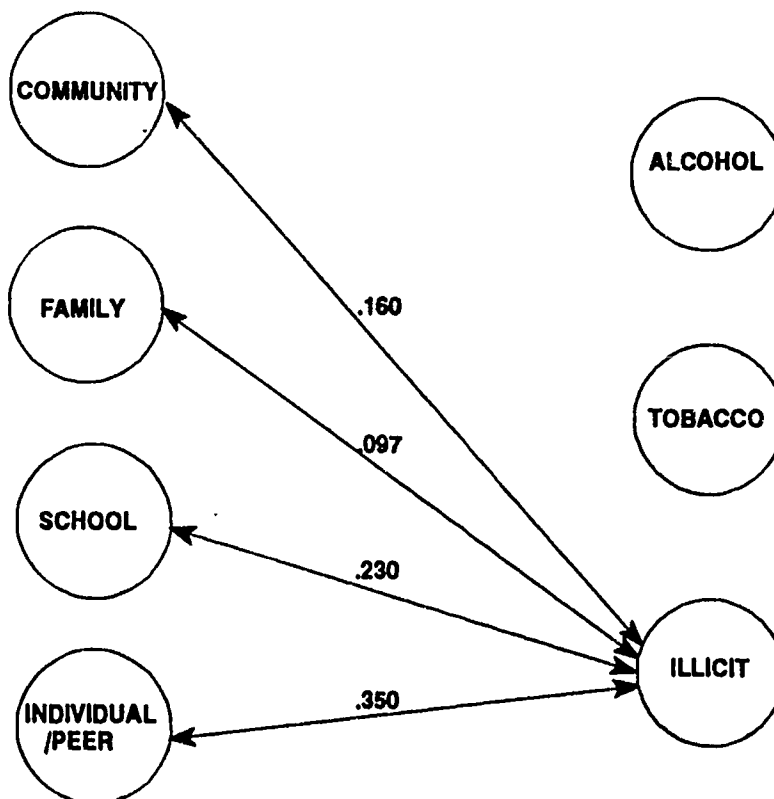 COMMUNITY
ALCOHOL
FAMILY
.160
TOBACCO
.097
SCHOOL
.230
ILLICIT
.350
INDIVIDUAL
/PEER